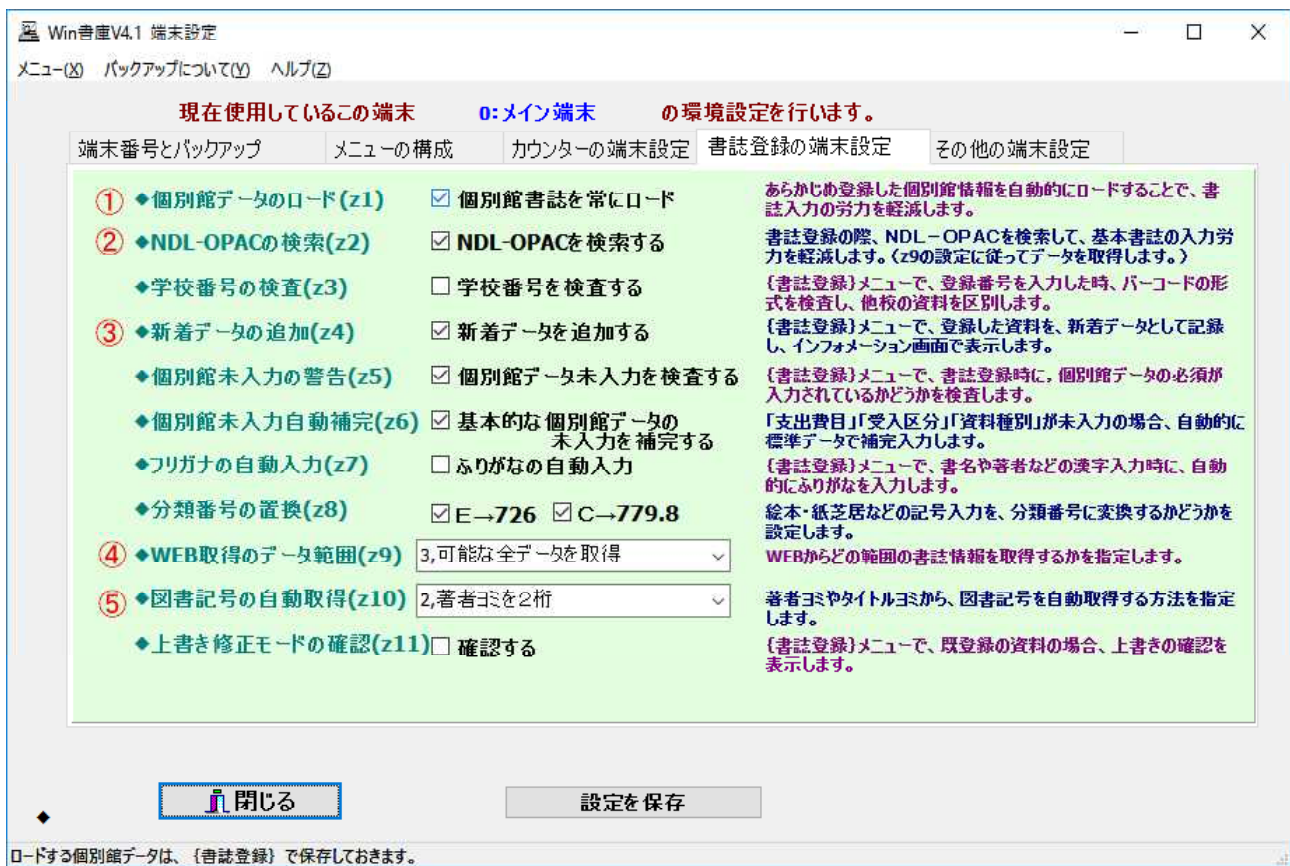 Win書庫V4.1 端末設定
メニュー(X) バックアップについて(Y) ヘルプ(Z)
現在使用しているこの端末 0:メイン端末 の環境設定を行います。
端末番号とバックアップ メニューの構成 カウンターの端末設定 書誌登録の端末設定 その他の端末設定
① ◆個別館データのロード(z1) 個別館書誌を常にロード
あらかじめ登録した個別館情報を自動的にロードすることで、書
誌入力の労力を軽減します。
② ◆NDL-OPACの検索(z2) NDL-OPACを検索する
書誌登録の際、NDL-OPACを検索して、基本書誌の入力労
力を軽減します。(z9の設定に従ってデータを取得します。)
◆学校番号の検査(z3) 学校番号を検査する
{書誌登録}メニューで、登録番号を入力した時、バーコードの形
式を検査し、他校の資料を区別します。
③ ◆新着データの追加(z4) 新着データを追加する
{書誌登録}メニューで、登録した資料を、新着データとして記録
し、インフォメーション画面で表示します。
◆個別館未入力の警告(z5) 個別館データ未入力を検査する
{書誌登録}メニューで、書誌登録時に,個別館データの必須が
入力されているかどうかを検査します。
◆個別館未入力自動補完(z6) 基本的な個別館データの
未入力を補完する
「支出費目」「受入区分」「資料種別」が未入力の場合、自動的に
標準データで補完入力します。
◆フリガナの自動入力(z7) ふりがなの自動入力
{書誌登録}メニューで、書名や著者などの漢字入力時に、自動
的にふりがなを入力します。
◆分類番号の置換(z8) E→726 C→779.8
絵本・紙芝居などの記号入力を、分類番号に変換するかどうかを
設定します。
④ ◆WEB取得のデータ範囲(z9) 3,可能な全データを取得
WEBからどの範囲の書誌情報を取得するかを指定します。
⑤ ◆図書記号の自動取得(z10) 2,著者ヨミを2桁
著者ヨミやタイトルヨミから、図書記号を自動取得する方法を指定
します。
◆上書き修正モードの確認(z11) 確認する
{書誌登録}メニューで、既登録の資料の場合、上書きの確認を
表示します。
閉じる 設定を保存
◆
ロードする個別館データは、{書誌登録} で保存しておきます。